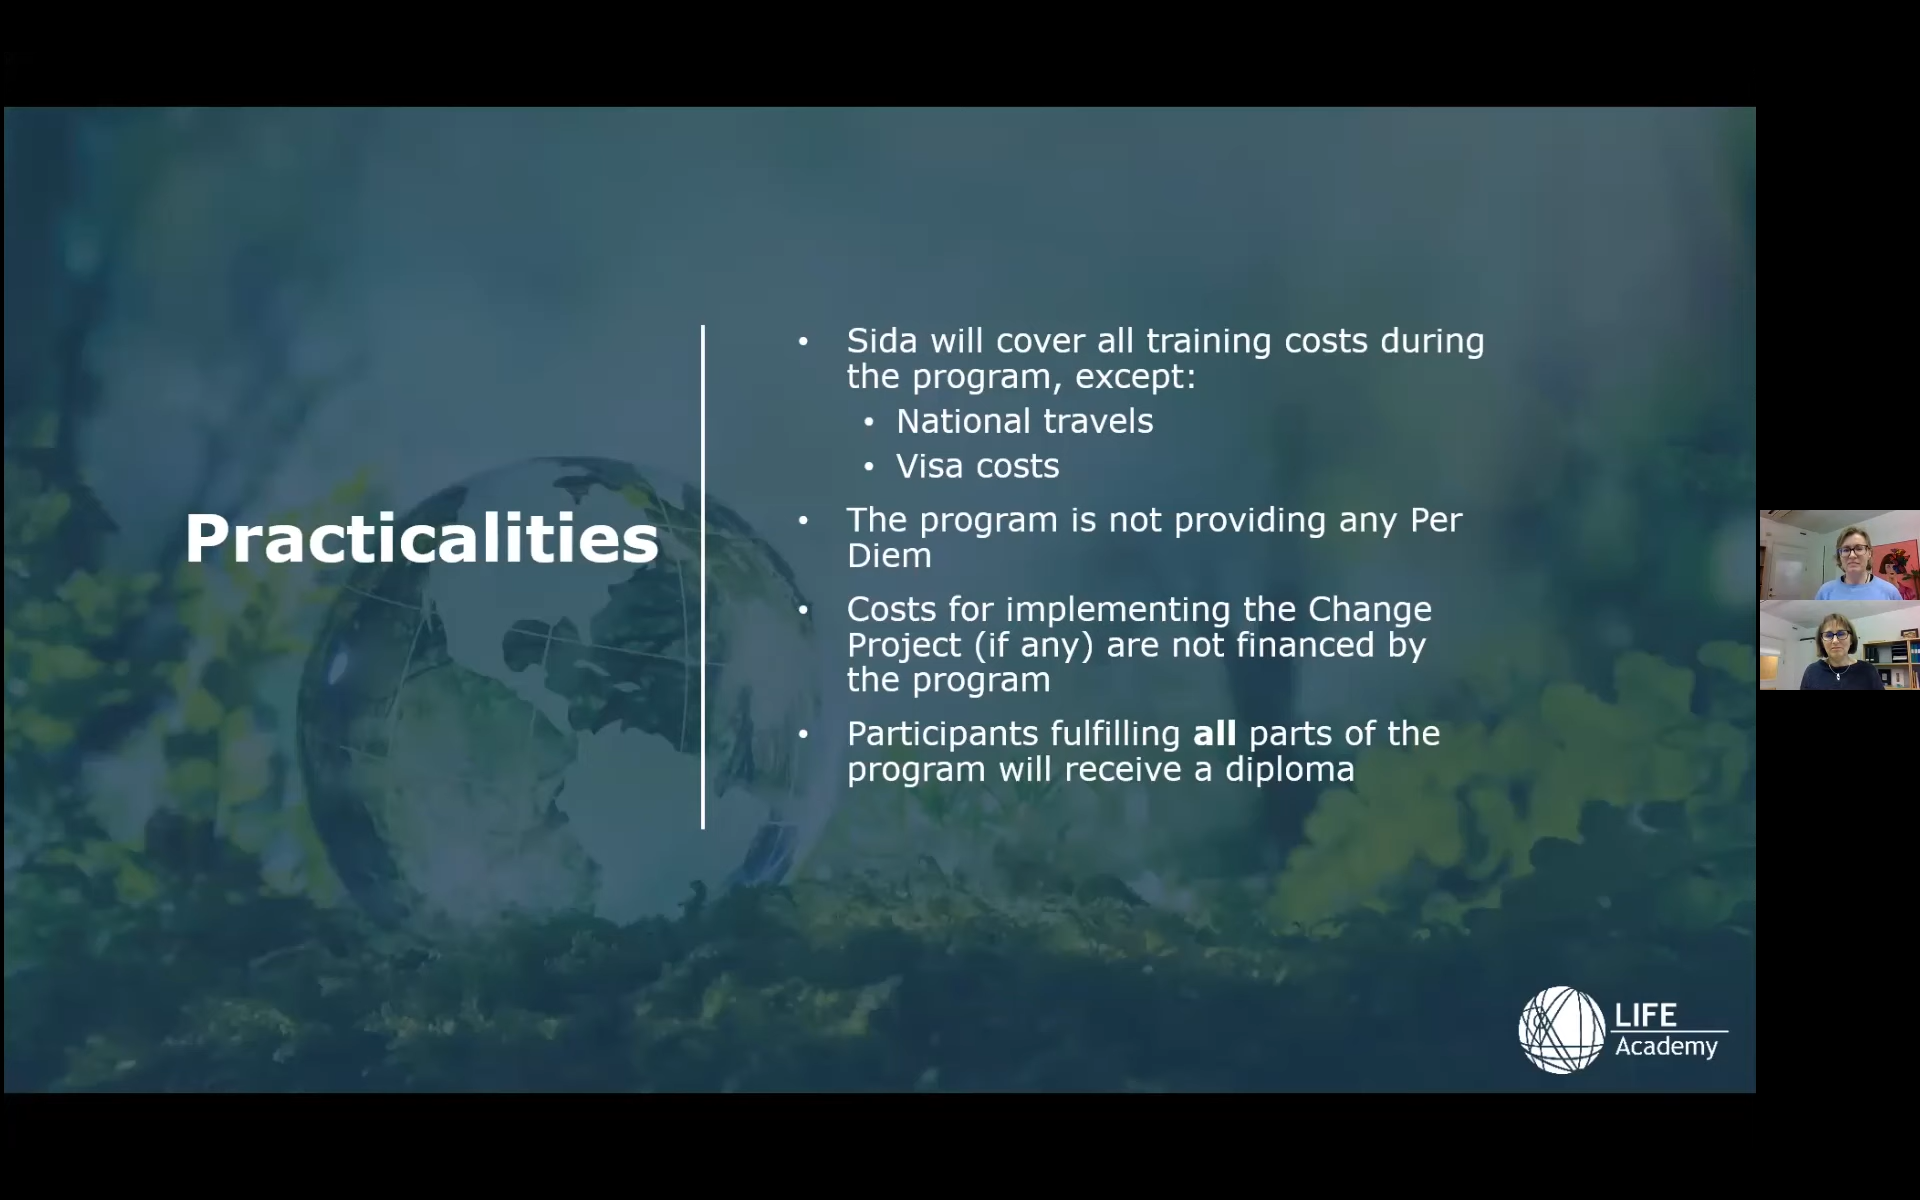 Practicalities
• Sida will cover all training costs during
the program, except:
• National travels
• Visa costs
• The program is not providing any Per
Diem
• Costs for implementing the Change
Project (if any) are not financed by
the program
• Participants fulfilling all parts of the
program will receive a diploma
LIFE
Academy